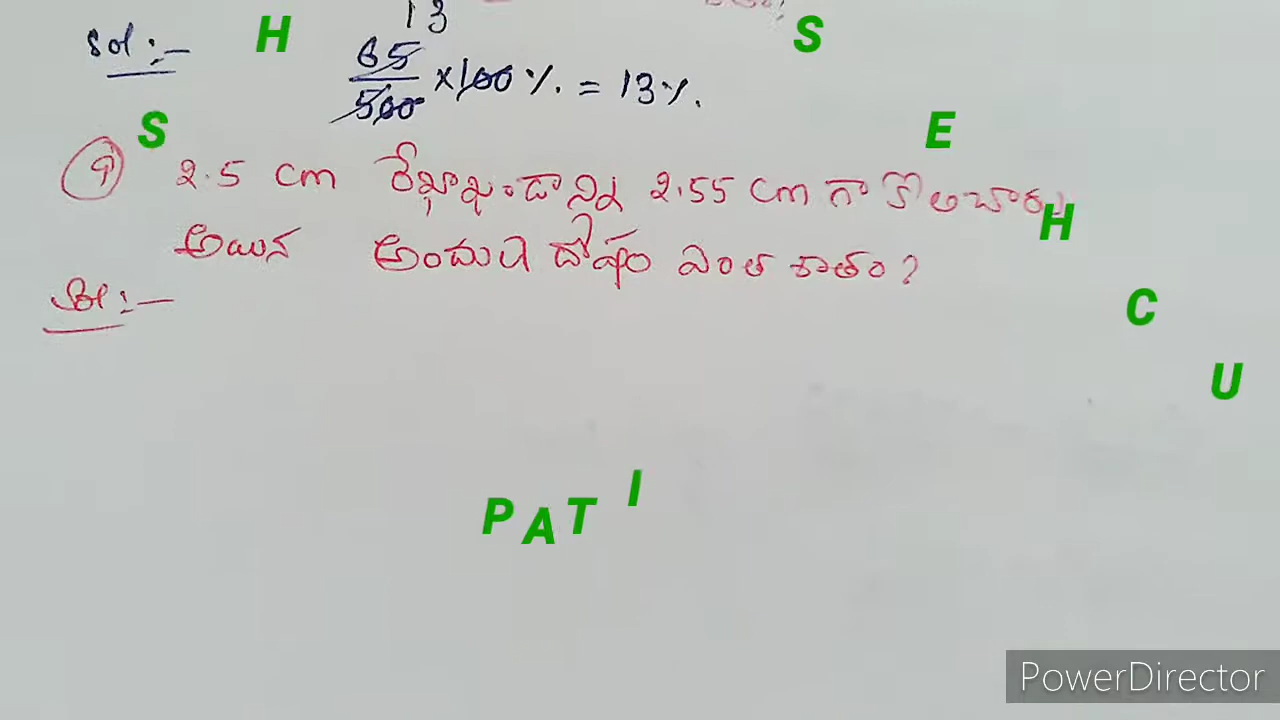 13
Sol :- 65/500 × 100 % = 13 %.
H S
S E
9) 2.5 cm రేఖాఖండాన్ని 2.55 cm గా కొలిచారు
H
అయిన అందులి దోషం ఎంత శాతం?
Sol :-
C
U
I
P A T
PowerDirector